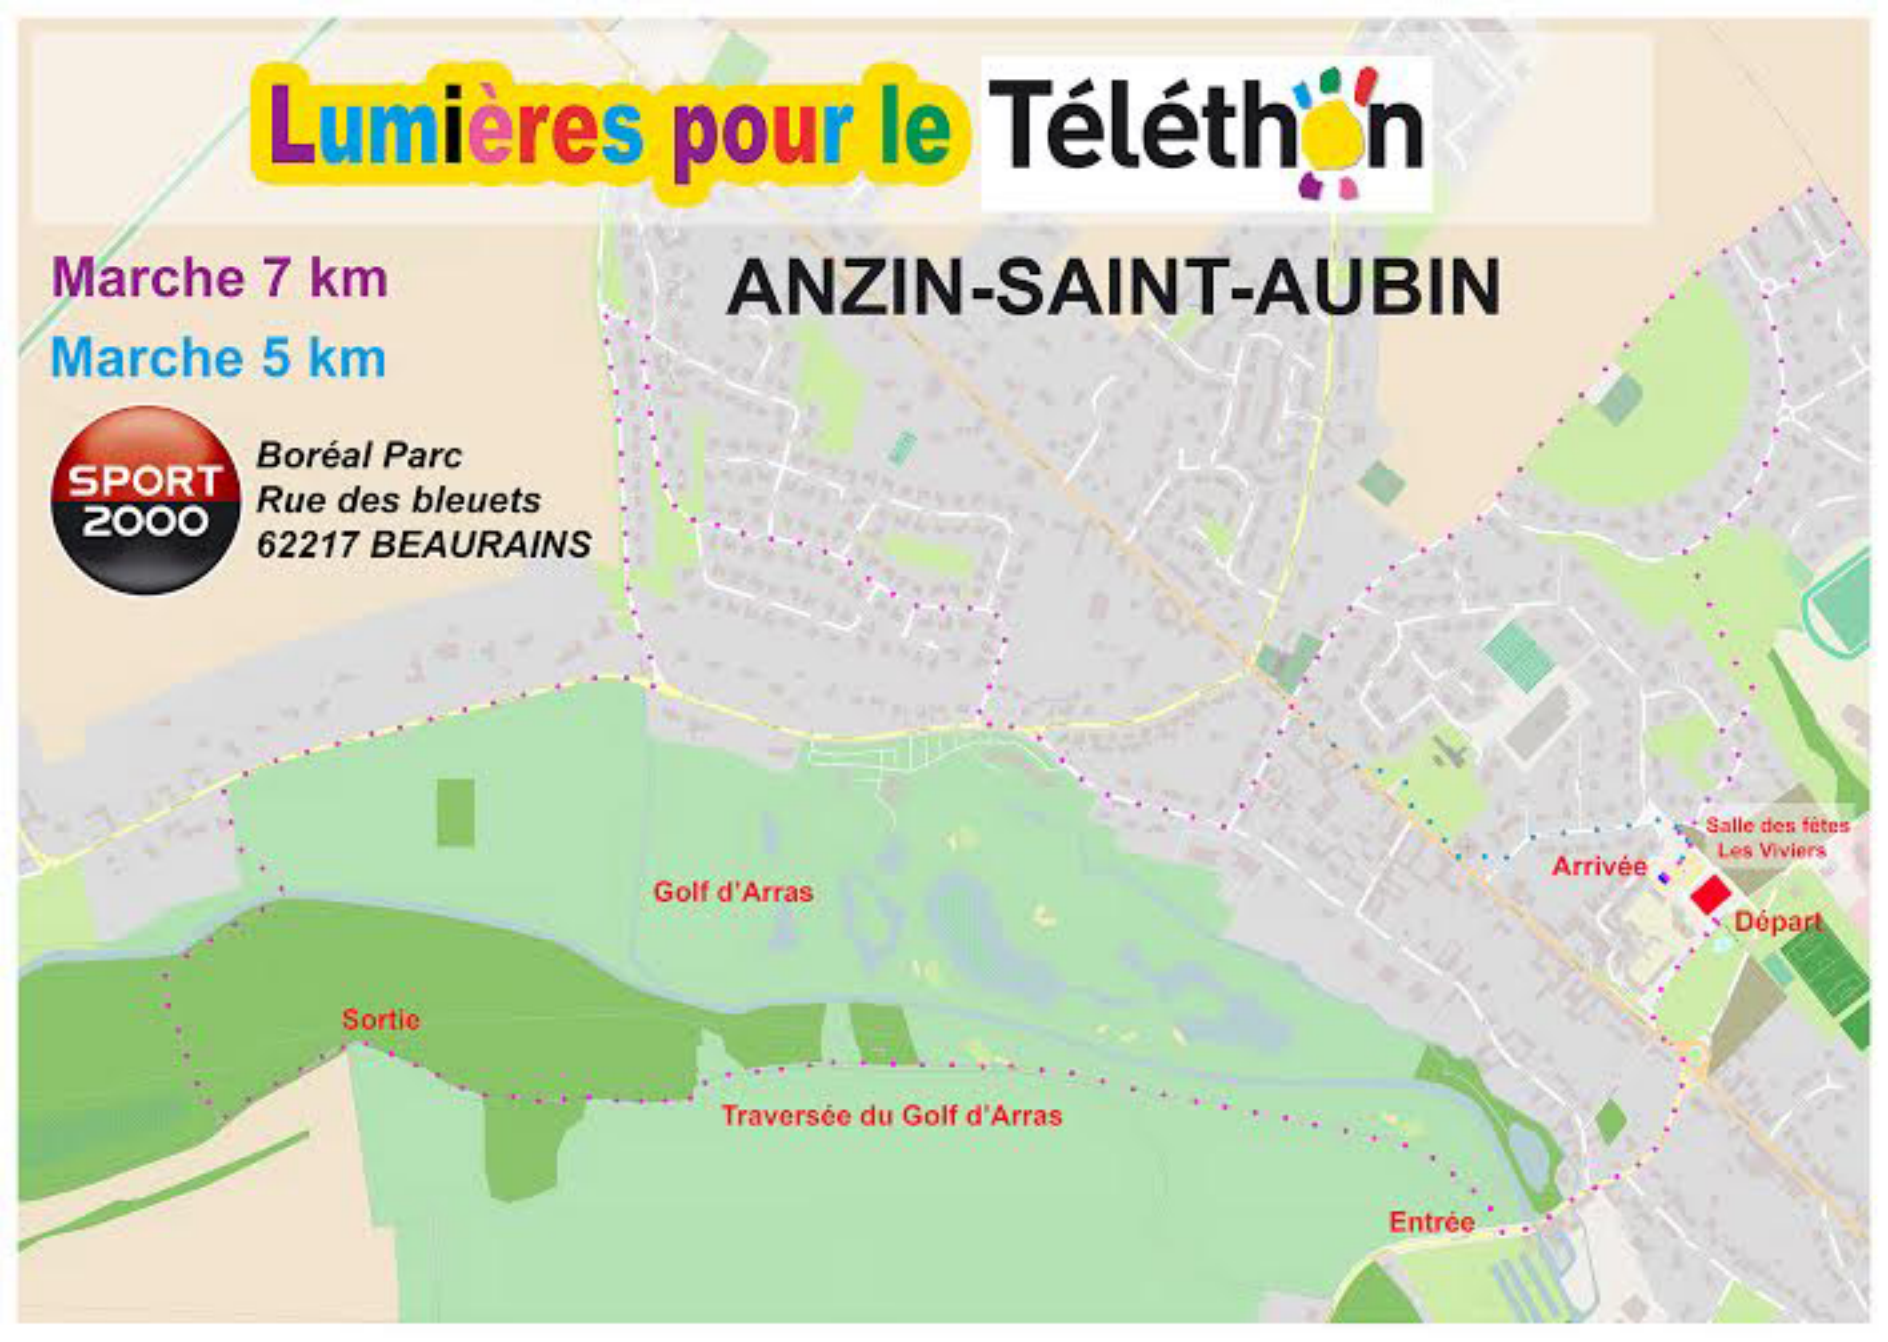 Lumières pour le Téléthon
Marche 7 km
ANZIN-SAINT-AUBIN
Marche 5 km
SPORT
2000
Boréal Parc
Rue des bleuets
62217 BEAURAINS
Salle des fêtes
Les Viviers
Arrivée
Départ
Golf d'Arras
Sortie
Traversée du Golf d'Arras
Entrée